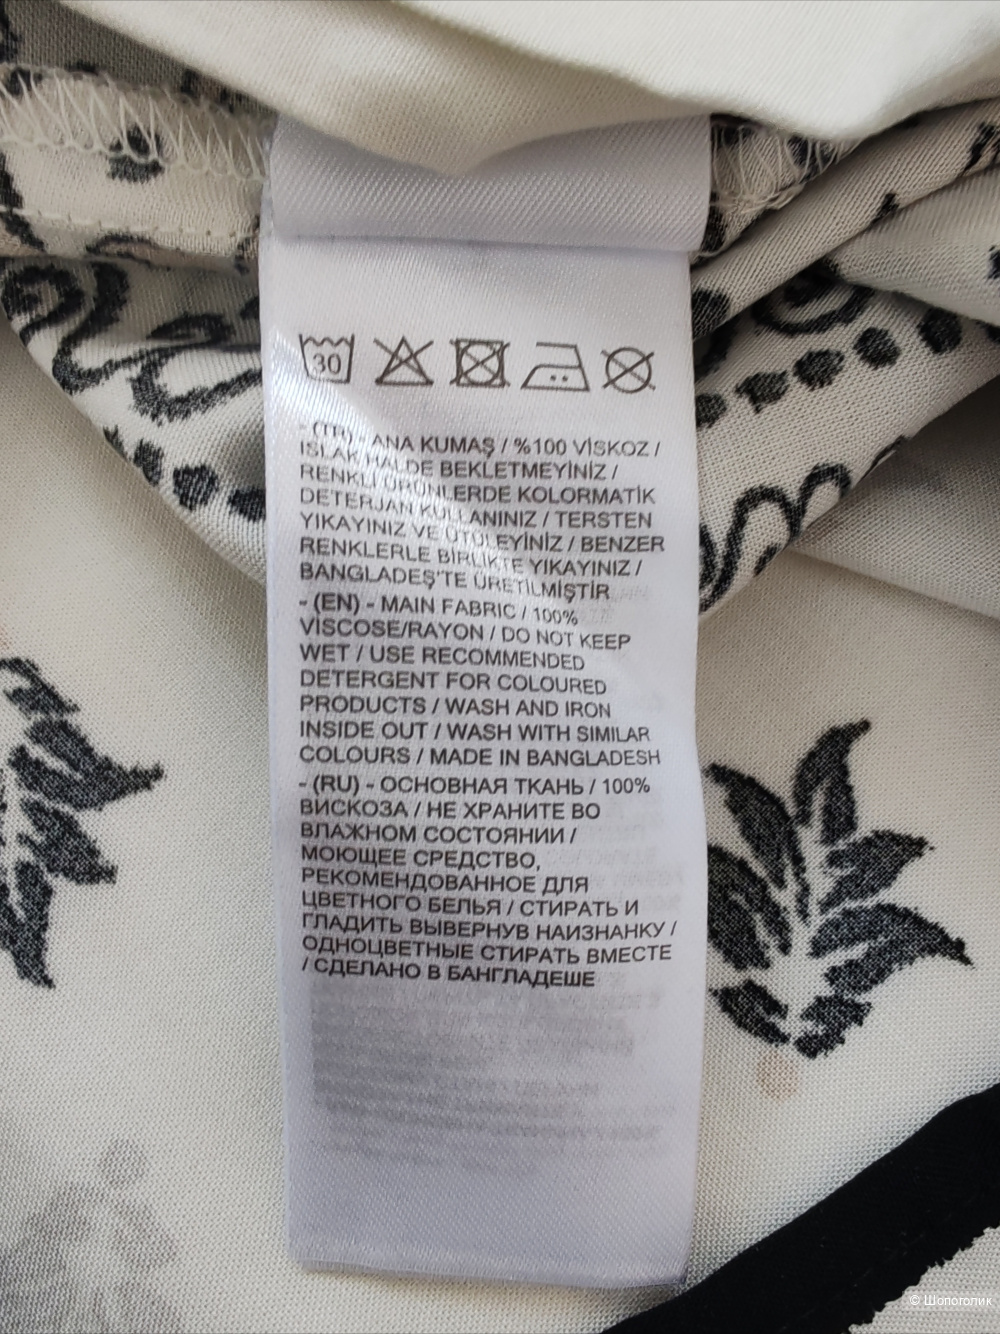 30
- (TR) - ANA KUMAŞ / %100 VİSKOZ /
ISLAK HALDE BEKLETMEYİNİZ /
RENKLİ ÜRÜNLERDE KOLORMATİK
DETERJAN KULLANINIZ / TERSTEN
YIKAYINIZ VE ÜTÜLEYİNİZ / BENZER
RENKLERLE BİRLİKTE YIKAYINIZ /
BANGLADEŞ'TE ÜRETİLMİŞTİR
- (EN) - MAIN FABRIC / 100%
VİSCOSE/RAYON / DO NOT KEEP
WET / USE RECOMMENDED
DETERGENT FOR COLOURED
PRODUCTS / WASH AND IRON
INSIDE OUT / WASH WITH SIMILAR
COLOURS / MADE IN BANGLADESH
- (RU) - ОСНОВНАЯ ТКАНЬ / 100%
ВИСКОЗА / НЕ ХРАНИТЕ ВО
ВЛАЖНОМ СОСТОЯНИИ /
МОЮЩЕЕ СРЕДСТВО,
РЕКОМЕНДОВАННОЕ ДЛЯ
ЦВЕТНОГО БЕЛЬЯ / СТИРАТЬ И
ГЛАДИТЬ ВЫВЕРНУВ НАИЗНАНКУ /
ОДНОЦВЕТНЫЕ СТИРАТЬ ВМЕСТЕ
/ СДЕЛАНО В БАНГЛАДЕШЕ
© Шопоголик